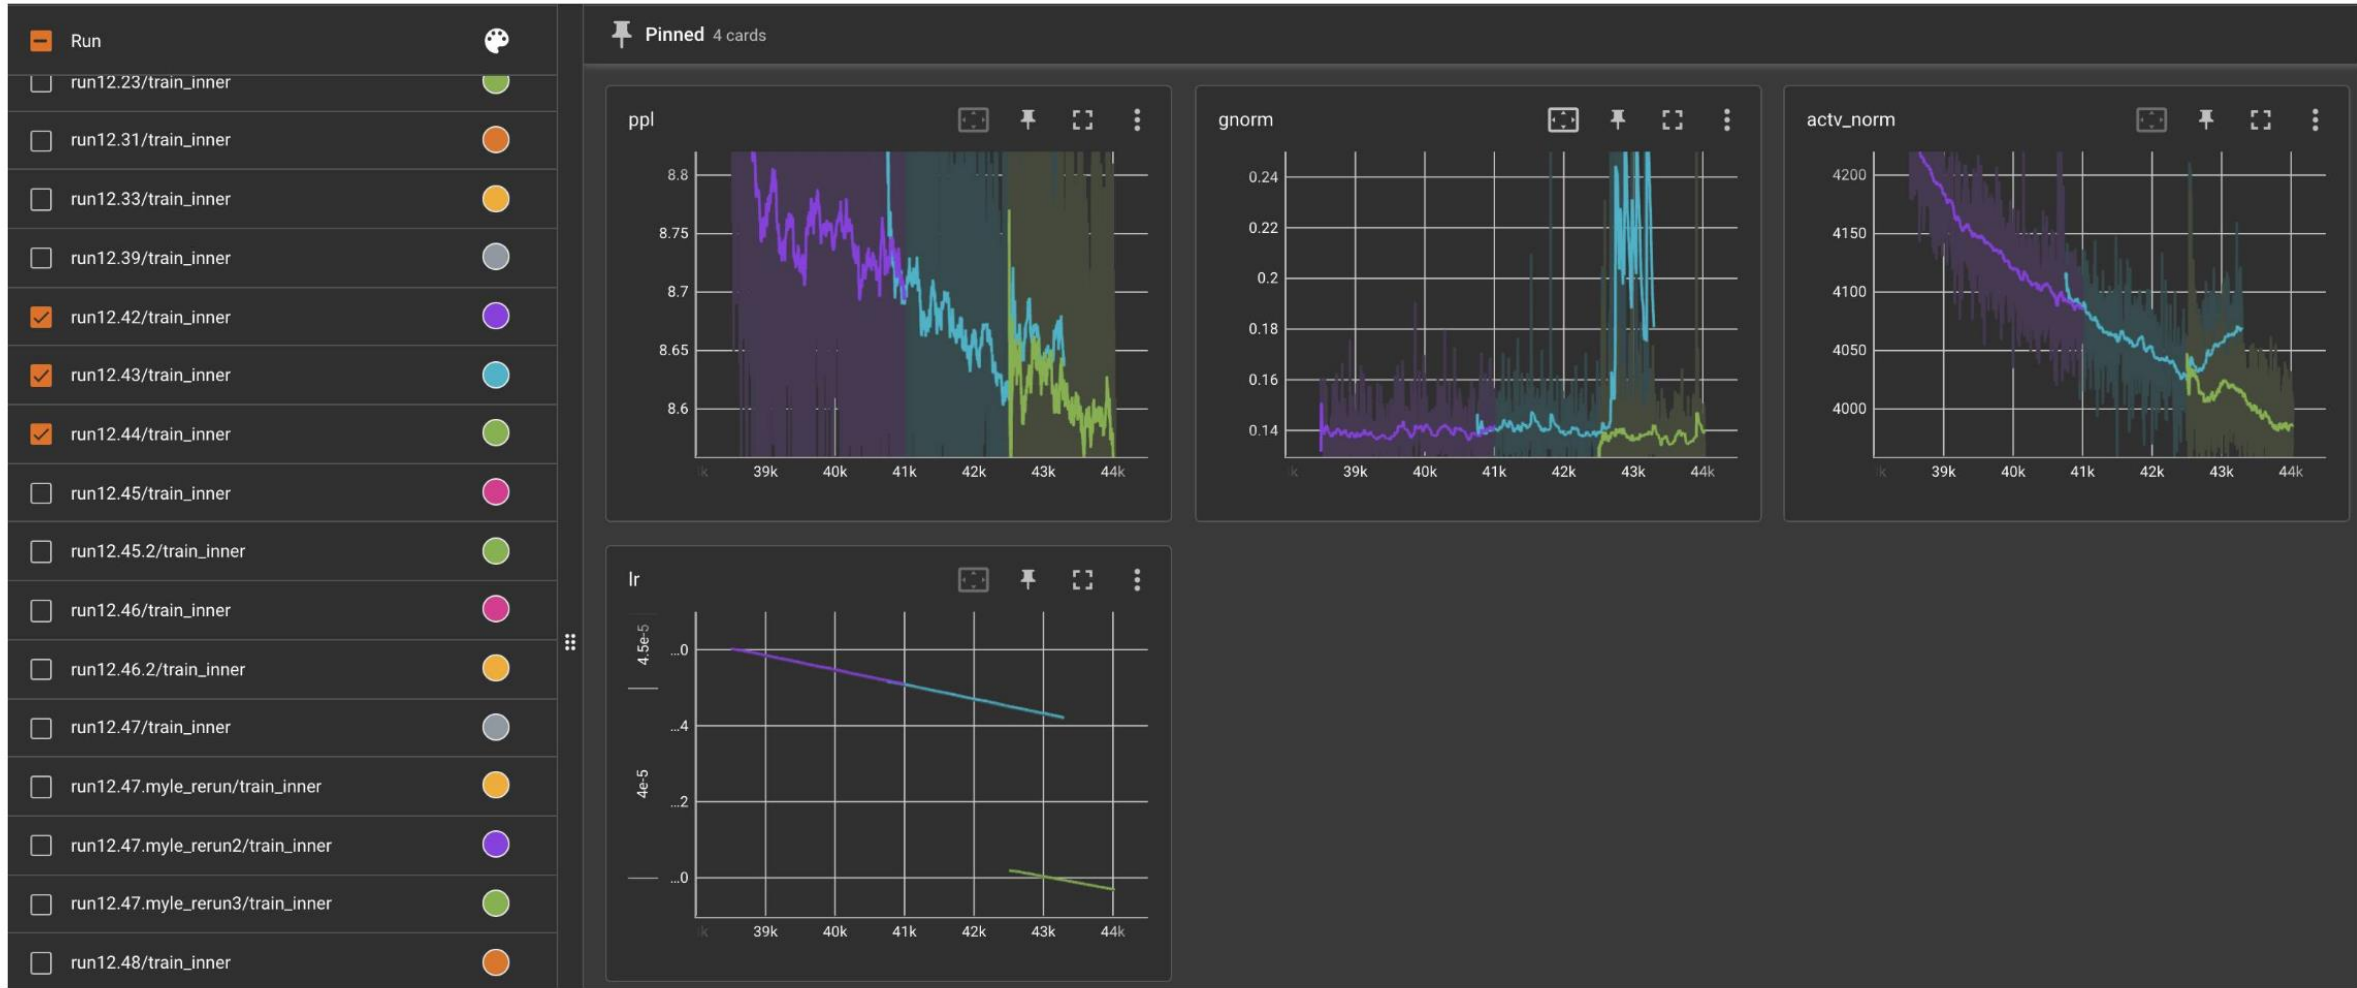 Run
run12.23/train_inner
run12.31/train_inner
run12.33/train_inner
run12.39/train_inner
run12.42/train_inner
run12.43/train_inner
run12.44/train_inner
run12.45/train_inner
run12.45.2/train_inner
run12.46/train_inner
run12.46.2/train_inner
run12.47/train_inner
run12.47.myle_rerun/train_inner
run12.47.myle_rerun2/train_inner
run12.47.myle_rerun3/train_inner
run12.48/train_inner
Pinned 4 cards
ppl
8.8
8.75
8.7
8.65
8.6
k 39k 40k 41k 42k 43k 44k
gnorm
0.24
0.22
0.2
0.18
0.16
0.14
k 39k 40k 41k 42k 43k 44k
actv_norm
4200
4150
4100
4050
4000
k 39k 40k 41k 42k 43k 44k
lr
4.5e-5
...0
...4
4e-5
...2
...0
k 39k 40k 41k 42k 43k 44k